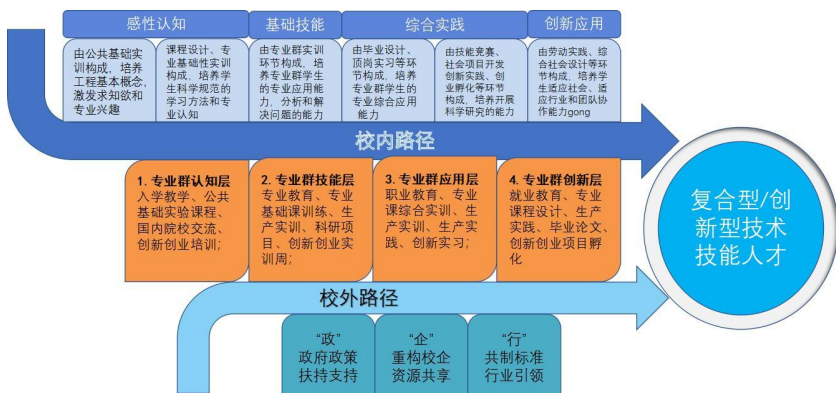 感性认知
基础技能
综合实践
创新应用
由公共基础实
训构成，培养
工程基本概念，
激发求知欲和
专业兴趣
课程设计、专
业基础性实训
构成，培养学
生科学规范的
学习方法和专
业认知
由专业群实训
环节构成，培
养专业群学生
的专业应用能
力，分析和解
决问题的能力
由毕业设计、
顶岗实习等环
节构成，培养
专业群学生的
专业综合应用
能力
由技能竞赛、
社会项目开发
创新实践、创
业孵化等环节
构成，培养开展
科学研究的能力
由劳动实践、综
合社会设计等环
节构成，培养学
生适应社会、适
应行业和团队协
作能力gong
校内路径
1. 专业群认知层
入学教学、公共
基础实验课程、
国内院校交流、
创新创业培训；
2. 专业群技能层
专业教育、专业
基础课训练、生
产实训、科研项
目、创新创业实
训周；
3. 专业群应用层
职业教育、专业
课综合实训、生
产实训、生产实
践、创新实习；
4. 专业群创新层
就业教育、专业
课程设计、生产
实践、毕业论文、
创新创业项目孵
化
复合型/创
新型技术
技能人才
校外路径
“政”
政府政策
扶持支持
“企”
重构校企
资源共享
“行”
共制标准
行业引领